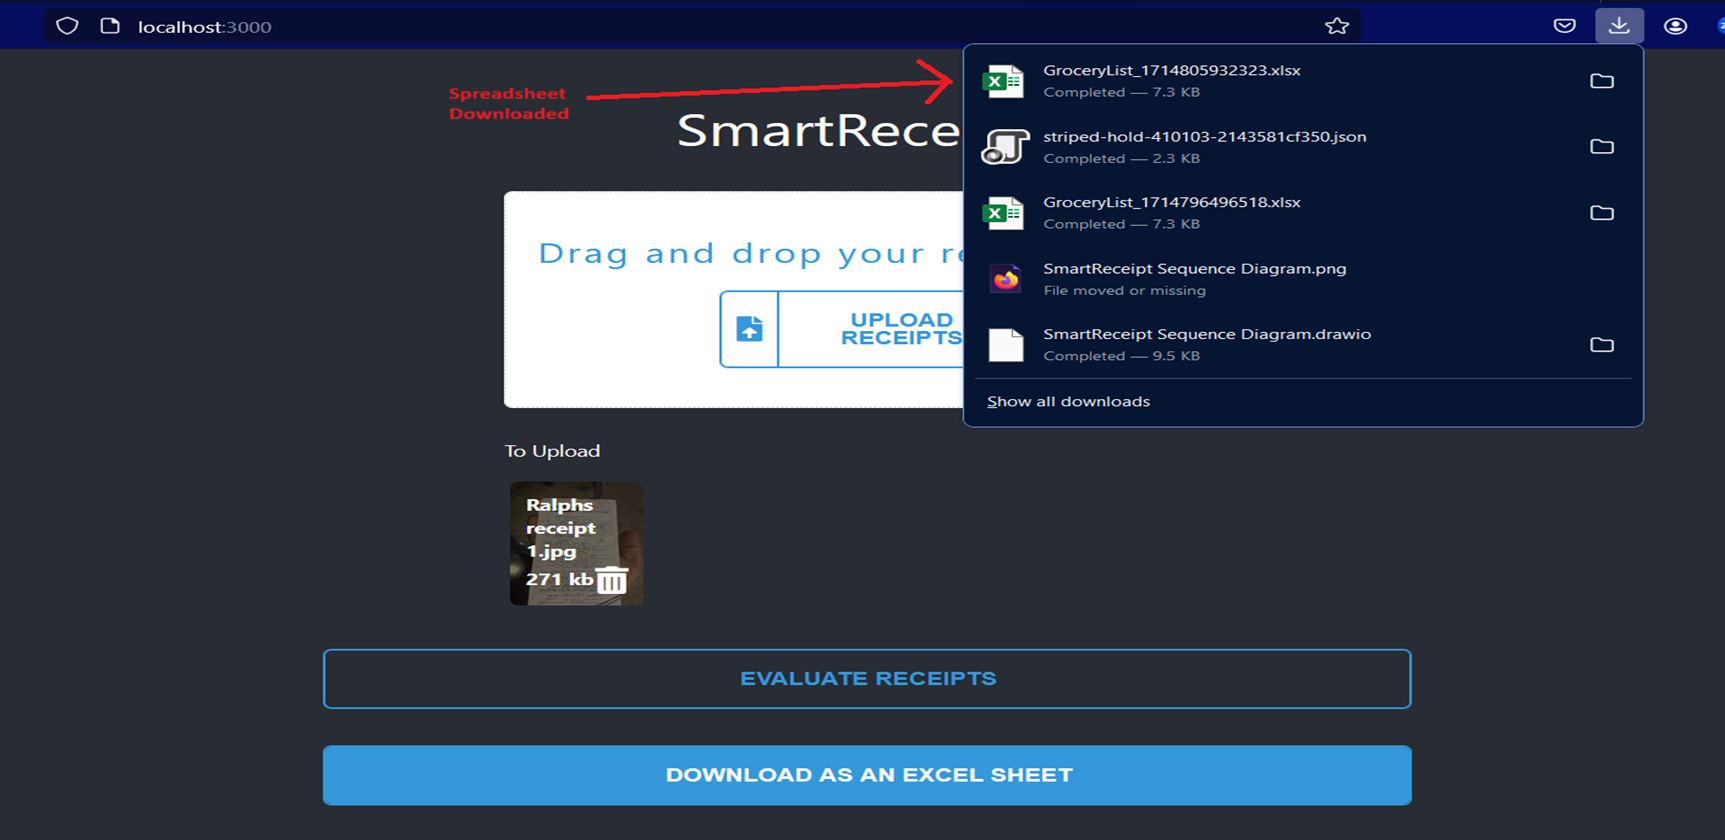 localhost:3000
Spreadsheet
Downloaded
SmartRece
Drag and drop your re
UPLOAD
RECEIPTS
GroceryList_1714805932323.xlsx
Completed — 7.3 KB
striped-hold-410103-2143581cf350.json
Completed — 2.3 KB
GroceryList_1714796496518.xlsx
Completed — 7.3 KB
SmartReceipt Sequence Diagram.png
File moved or missing
SmartReceipt Sequence Diagram.drawio
Completed — 9.5 KB
Show all downloads
To Upload
Ralphs
receipt
1.jpg
271 kb
EVALUATE RECEIPTS
DOWNLOAD AS AN EXCEL SHEET